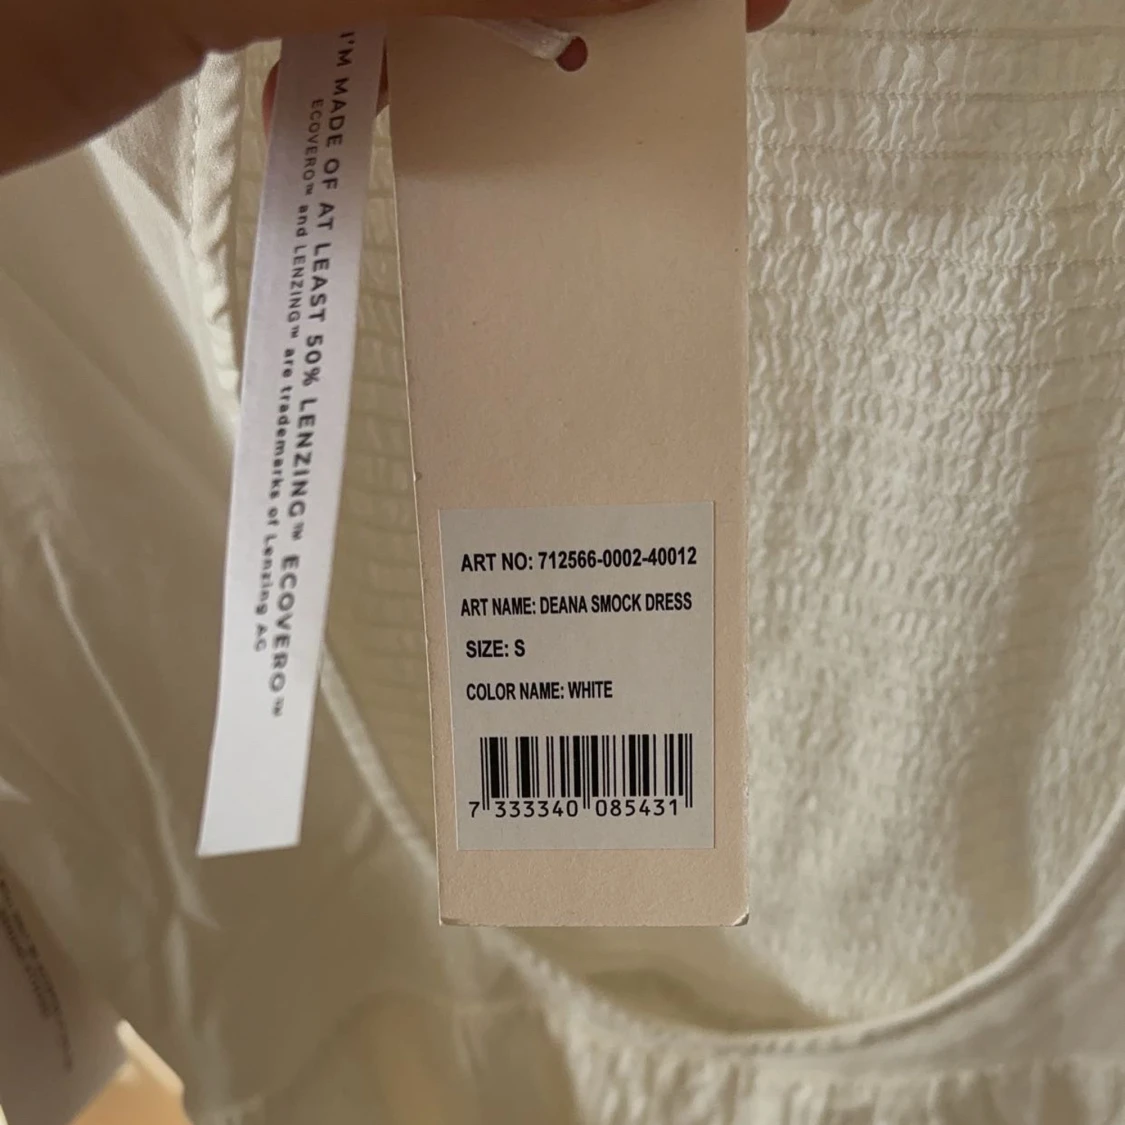 I'M MADE OF AT LEAST 50% LENZING™ ECOVERO™
ECOVERO™ and LENZING™ are trademarks of Lenzing AG
ART NO: 712566-0002-40012
ART NAME: DEANA SMOCK DRESS
SIZE: S
COLOR NAME: WHITE
7 333340 085431